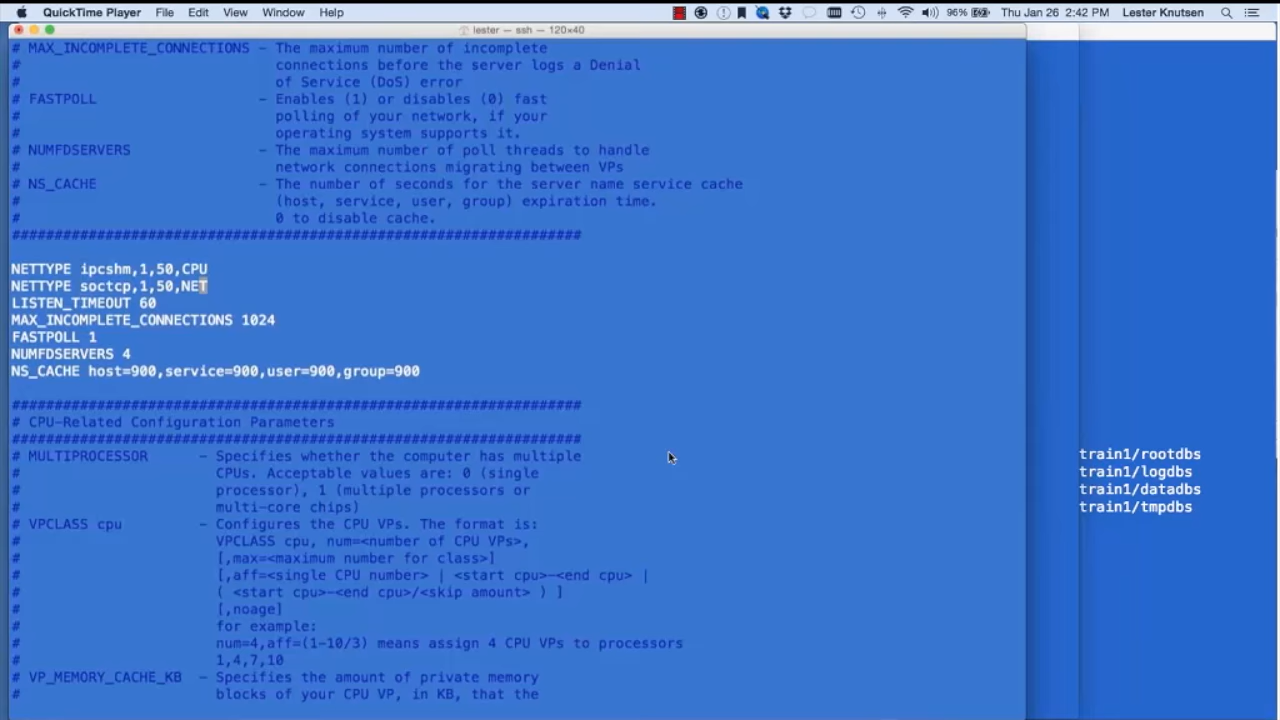 QuickTime Player File Edit View Window Help 96% Thu Jan 26 2:42 PM Lester Knutsen
lester — ssh — 120×40
# MAX_INCOMPLETE_CONNECTIONS - The maximum number of incomplete
# connections before the server logs a Denial
# of Service (DoS) error
# FASTPOLL - Enables (1) or disables (0) fast
# polling of your network, if your
# operating system supports it.
# NUMFDSERVERS - The maximum number of poll threads to handle
# network connections migrating between VPs
# NS_CACHE - The number of seconds for the server name service cache
# (host, service, user, group) expiration time.
# 0 to disable cache.
###################################################################
NETTYPE ipcshm,1,50,CPU
NETTYPE soctcp,1,50,NET
LISTEN_TIMEOUT 60
MAX_INCOMPLETE_CONNECTIONS 1024
FASTPOLL 1
NUMFDSERVERS 4
NS_CACHE host=900,service=900,user=900,group=900
###################################################################
# CPU-Related Configuration Parameters
###################################################################
# MULTIPROCESSOR - Specifies whether the computer has multiple
# CPUs. Acceptable values are: 0 (single
# processor), 1 (multiple processors or
# multi-core chips)
# VPCLASS cpu - Configures the CPU VPs. The format is:
# VPCLASS cpu, num=<number of CPU VPs>,
# [,max=<maximum number for class>]
# [,aff=<single CPU number> | <start cpu>-<end cpu> |
# ( <start cpu>-<end cpu>/<skip amount> ) ]
# [,noage]
# for example:
# num=4,aff=(1-10/3) means assign 4 CPU VPs to processors
# 1,4,7,10
# VP_MEMORY_CACHE_KB - Specifies the amount of private memory
# blocks of your CPU VP, in KB, that the
train1/rootdbs
train1/logdbs
train1/datadbs
train1/tmpdbs